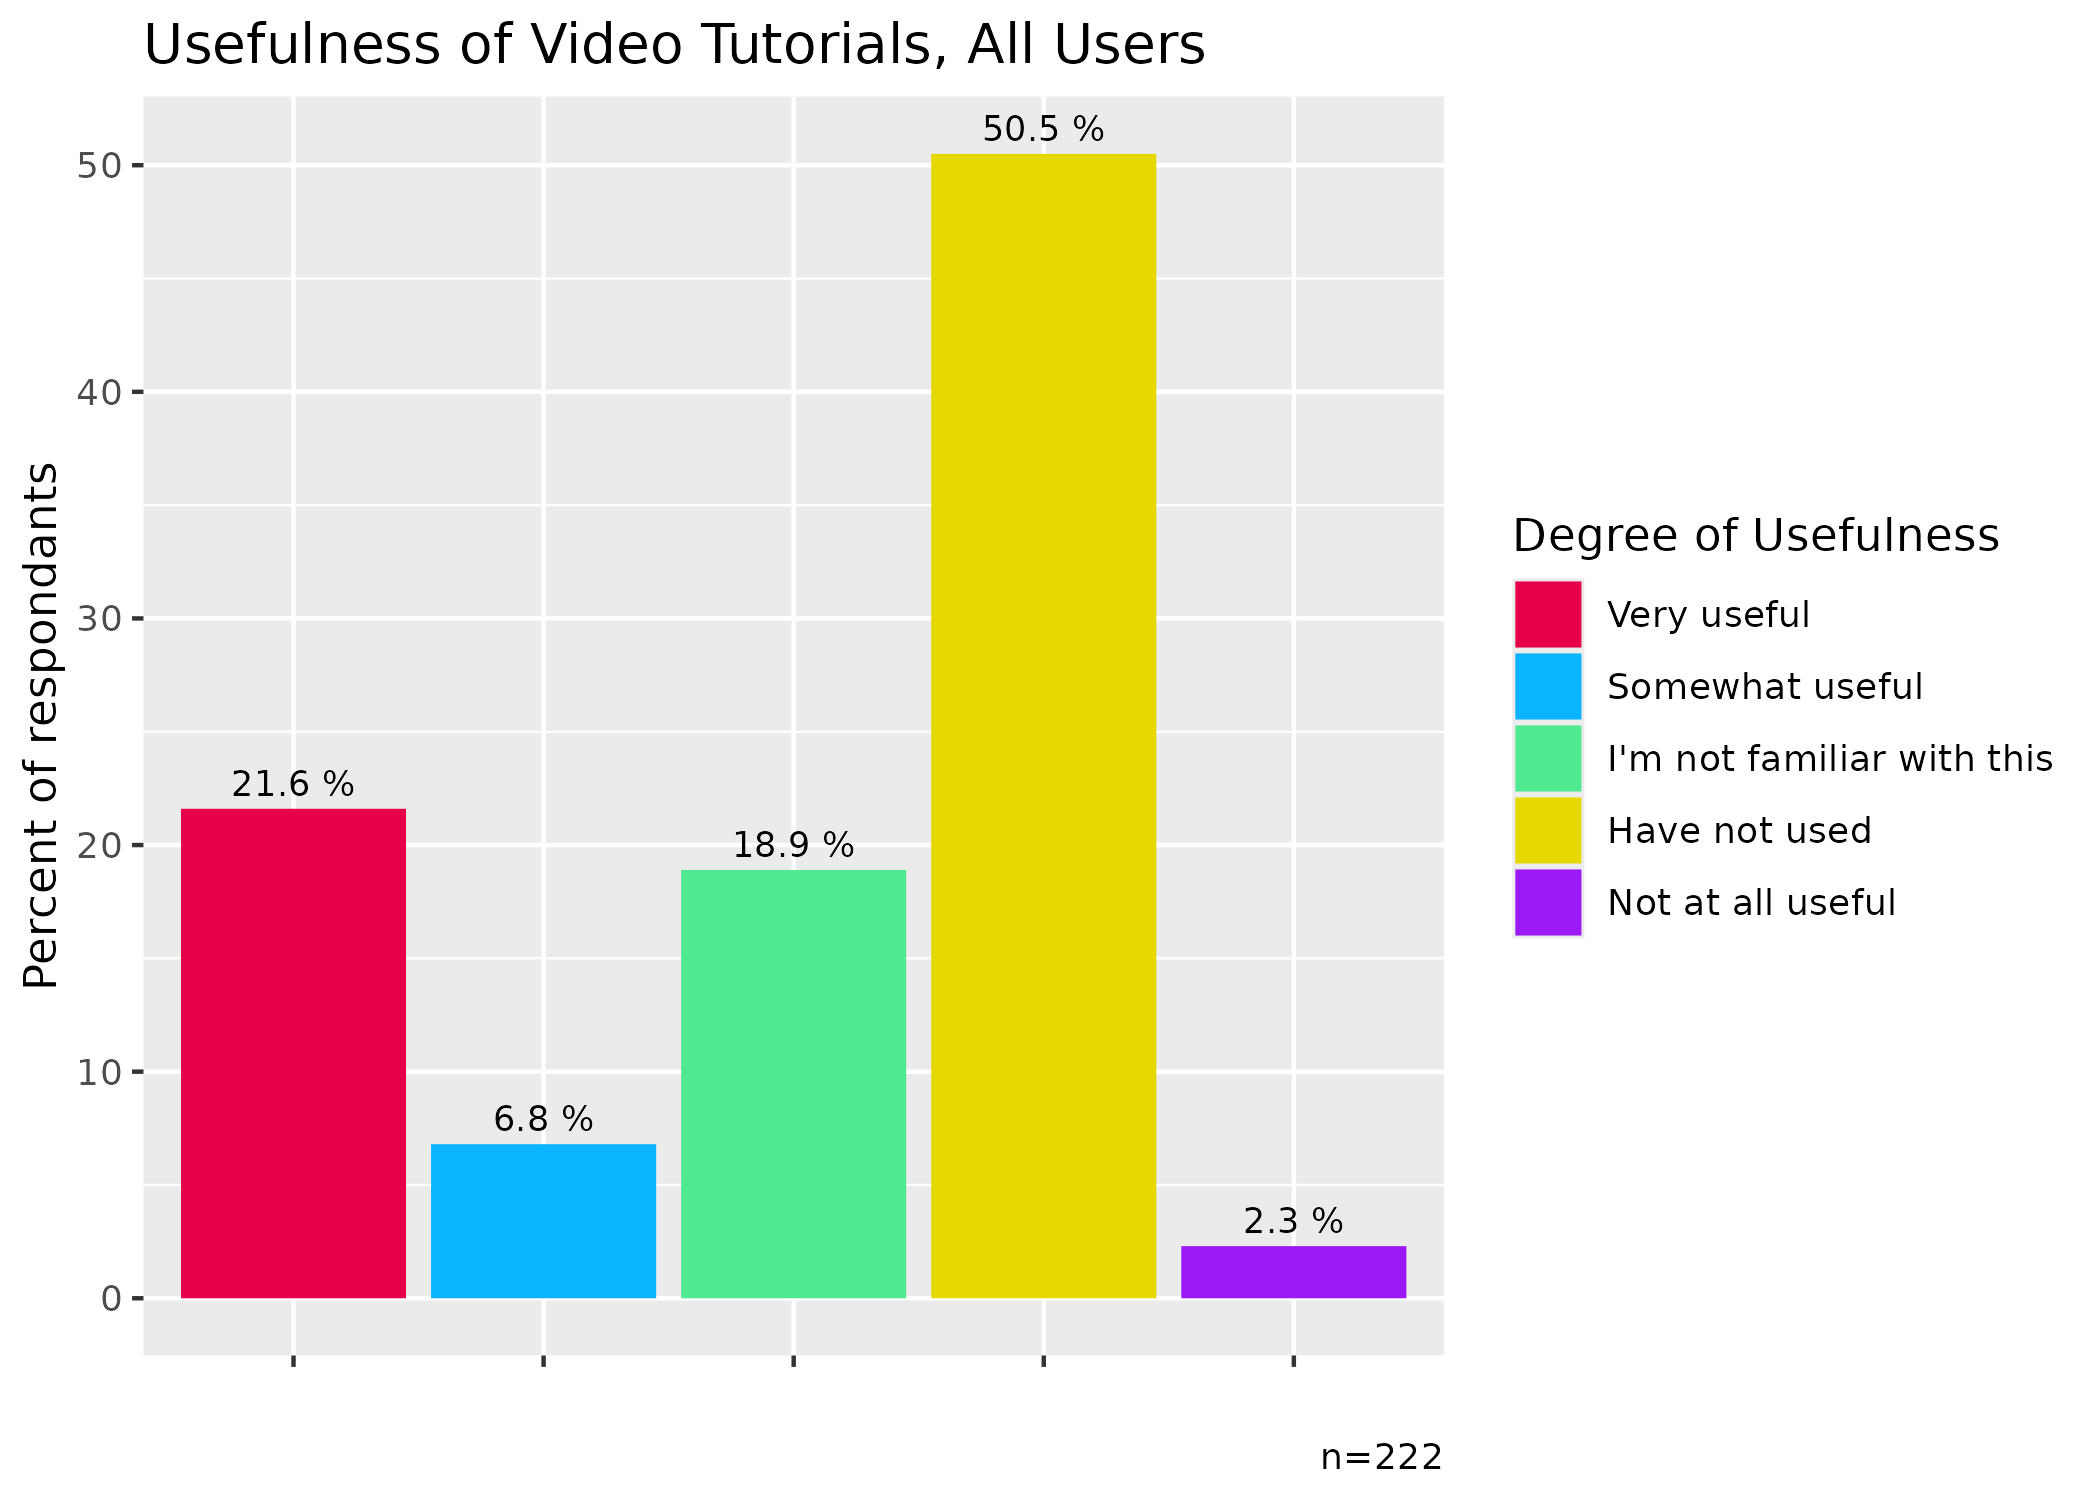 Usefulness of Video Tutorials, All Users
Percent of respondants
50
40
30
20
10
0
21.6 %
6.8 %
18.9 %
50.5 %
2.3 %
Degree of Usefulness
Very useful
Somewhat useful
I'm not familiar with this
Have not used
Not at all useful
n=222